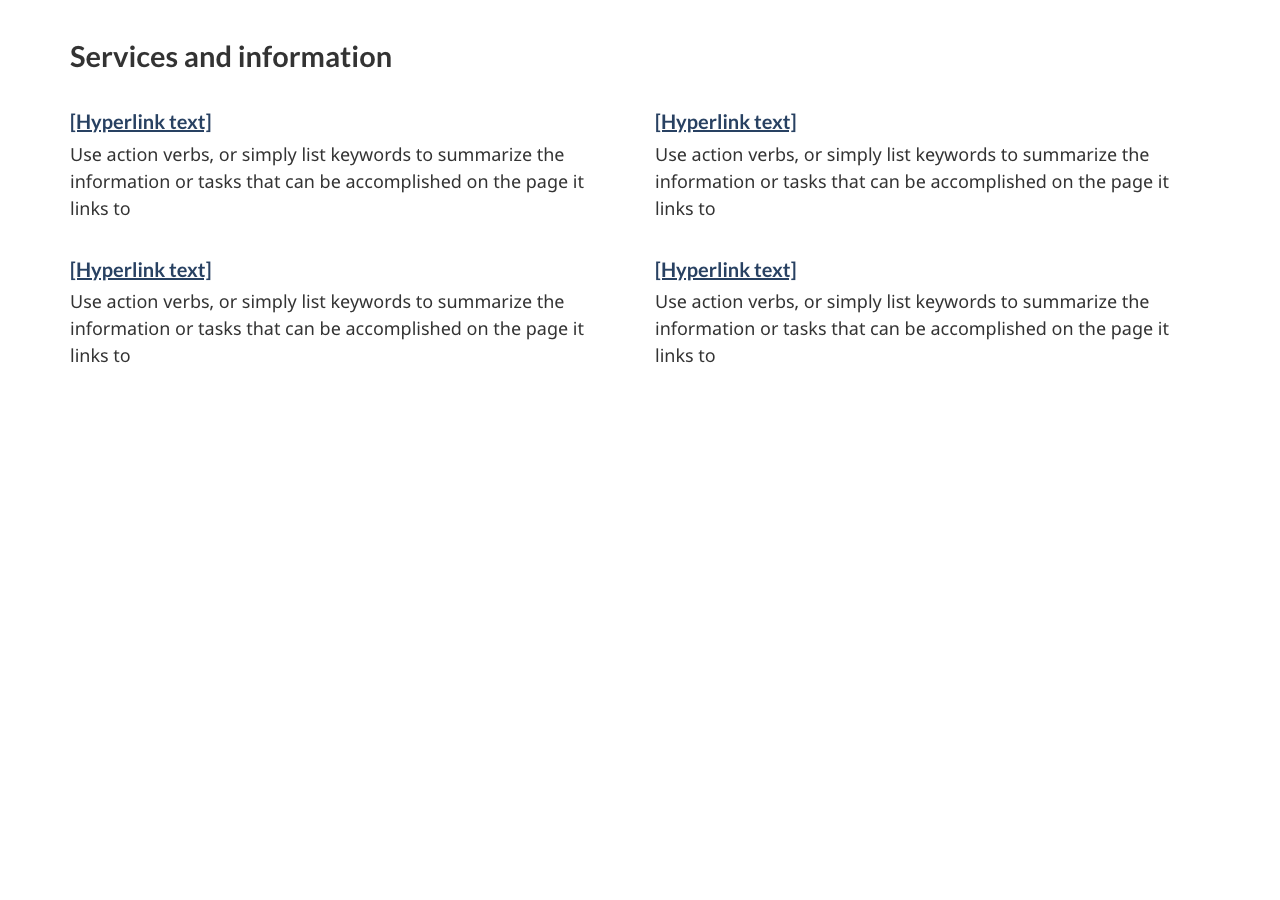 Services and information
[Hyperlink text]
Use action verbs, or simply list keywords to summarize the
information or tasks that can be accomplished on the page it
links to
[Hyperlink text]
Use action verbs, or simply list keywords to summarize the
information or tasks that can be accomplished on the page it
links to
[Hyperlink text]
Use action verbs, or simply list keywords to summarize the
information or tasks that can be accomplished on the page it
links to
[Hyperlink text]
Use action verbs, or simply list keywords to summarize the
information or tasks that can be accomplished on the page it
links to